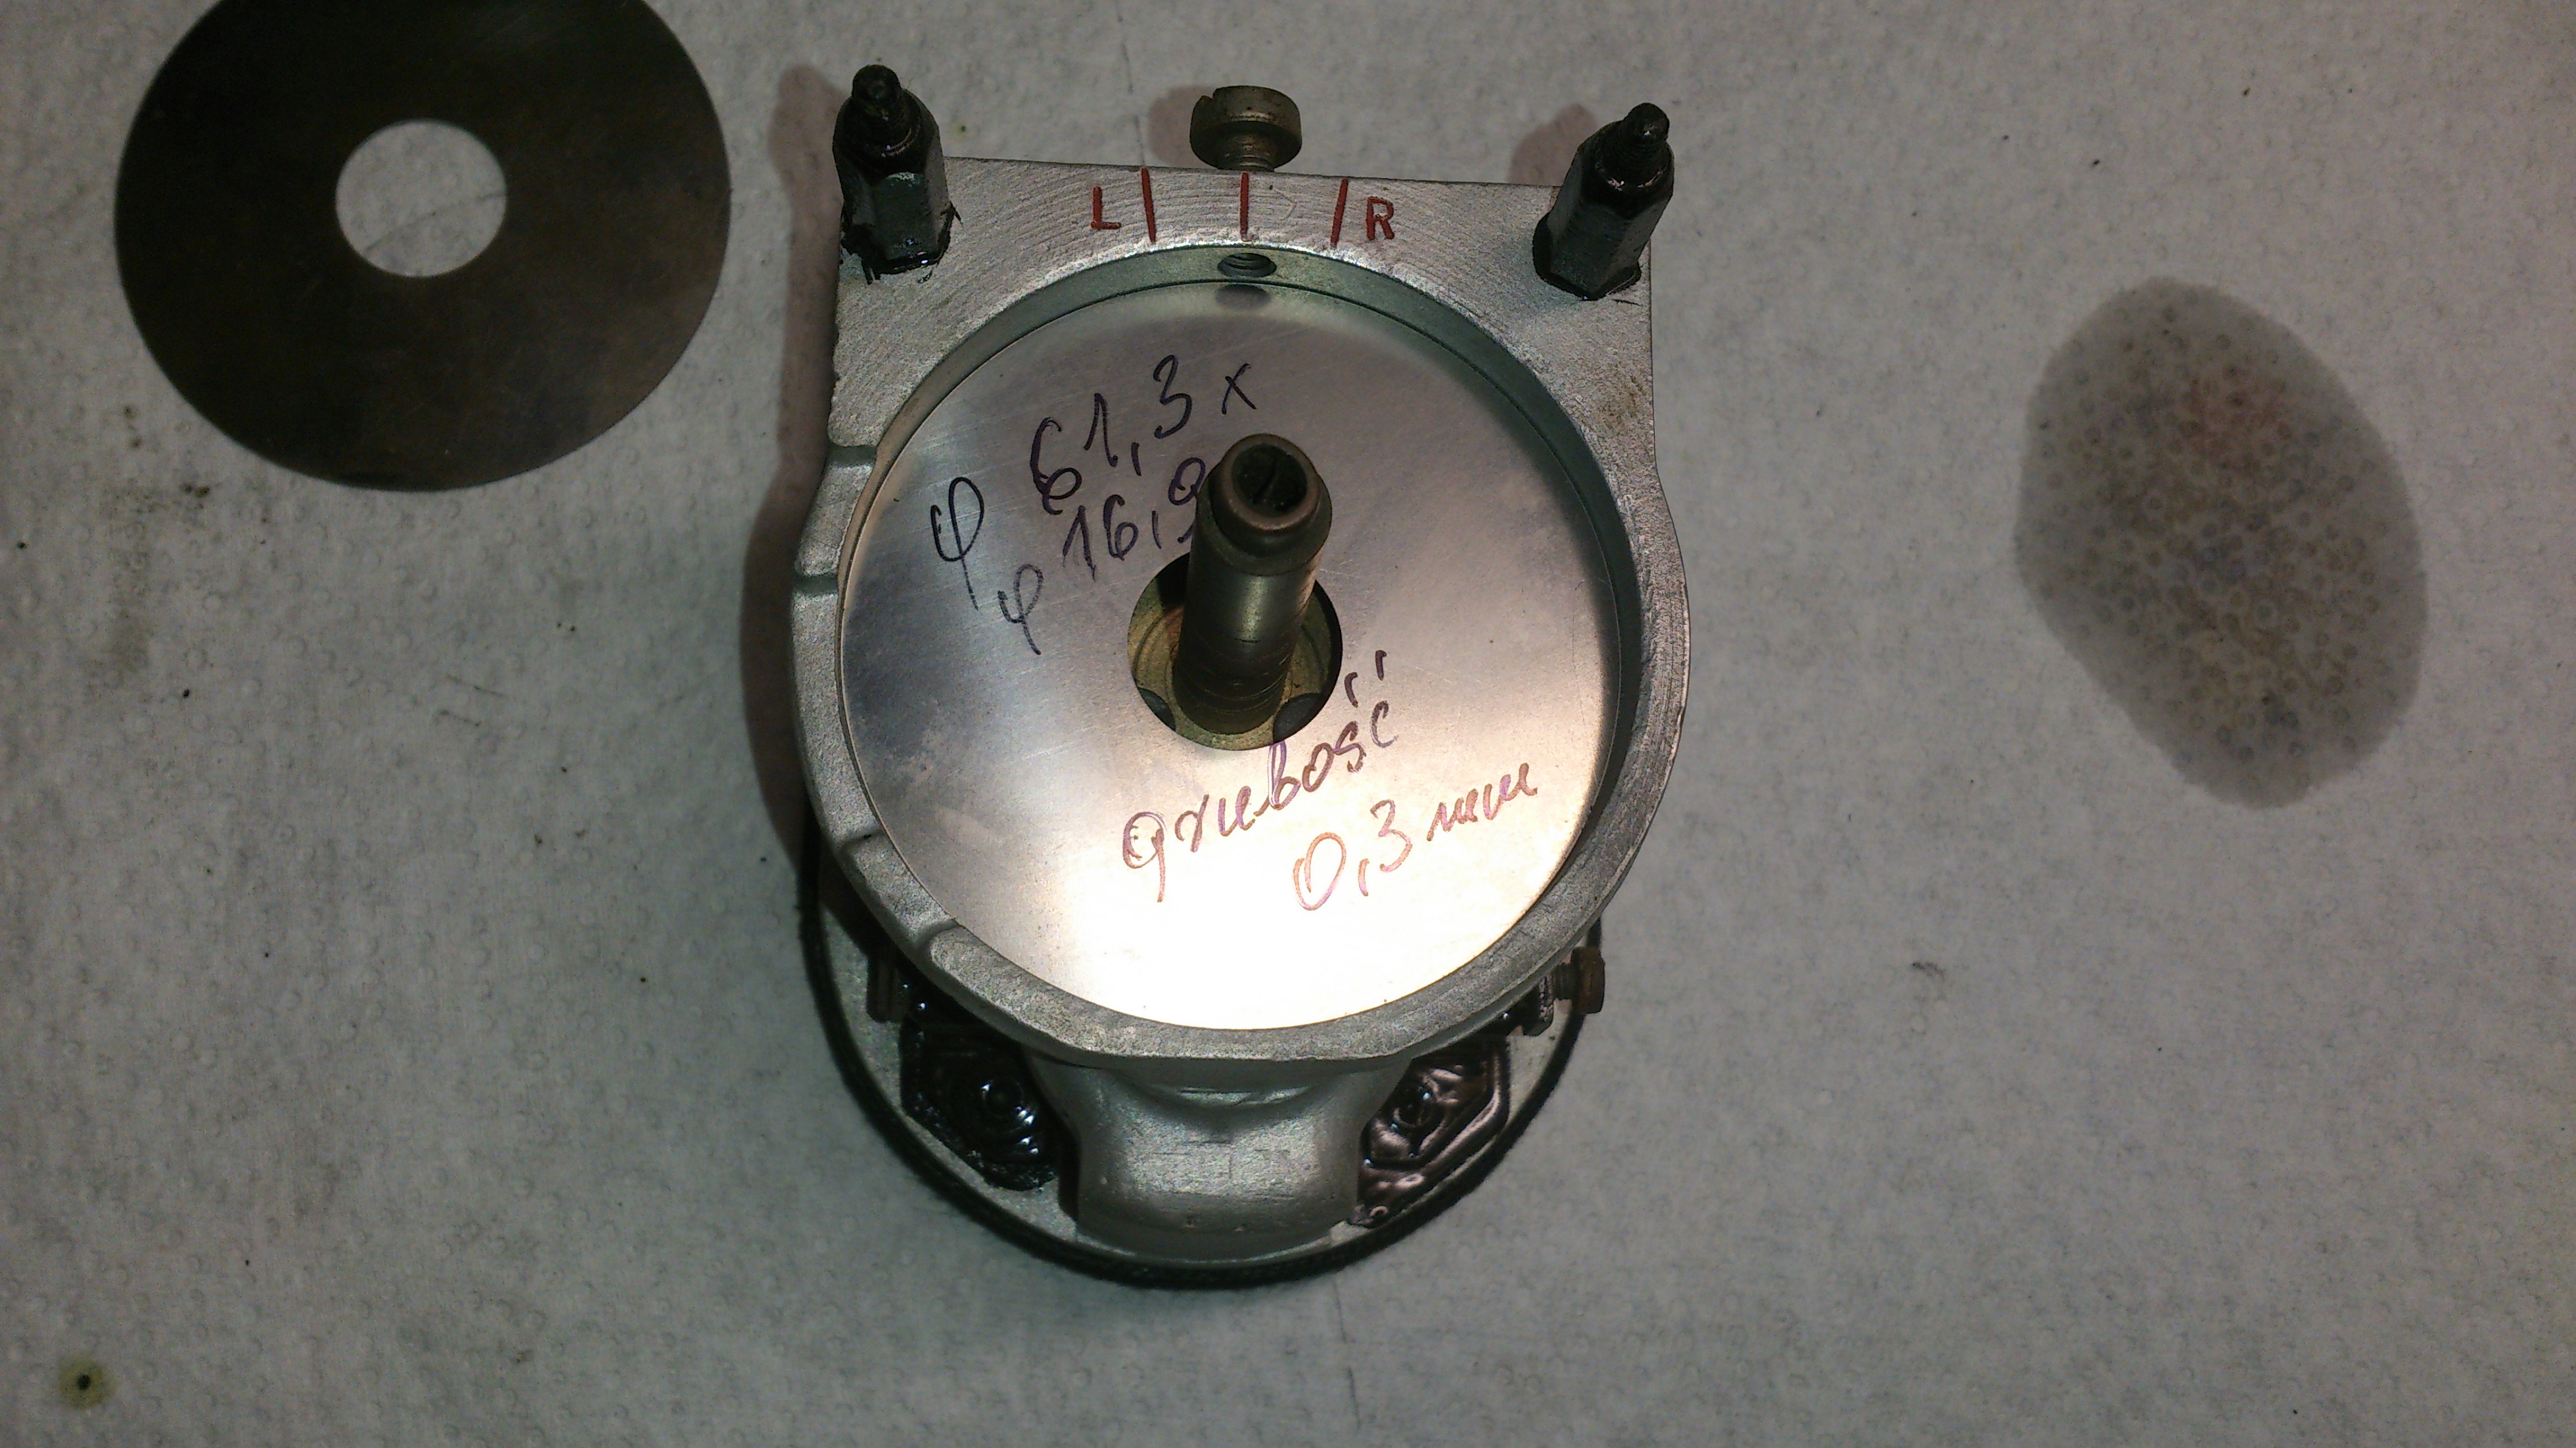 L R
φ 61,3 x
φ 16,9
grubość
0,3 mm